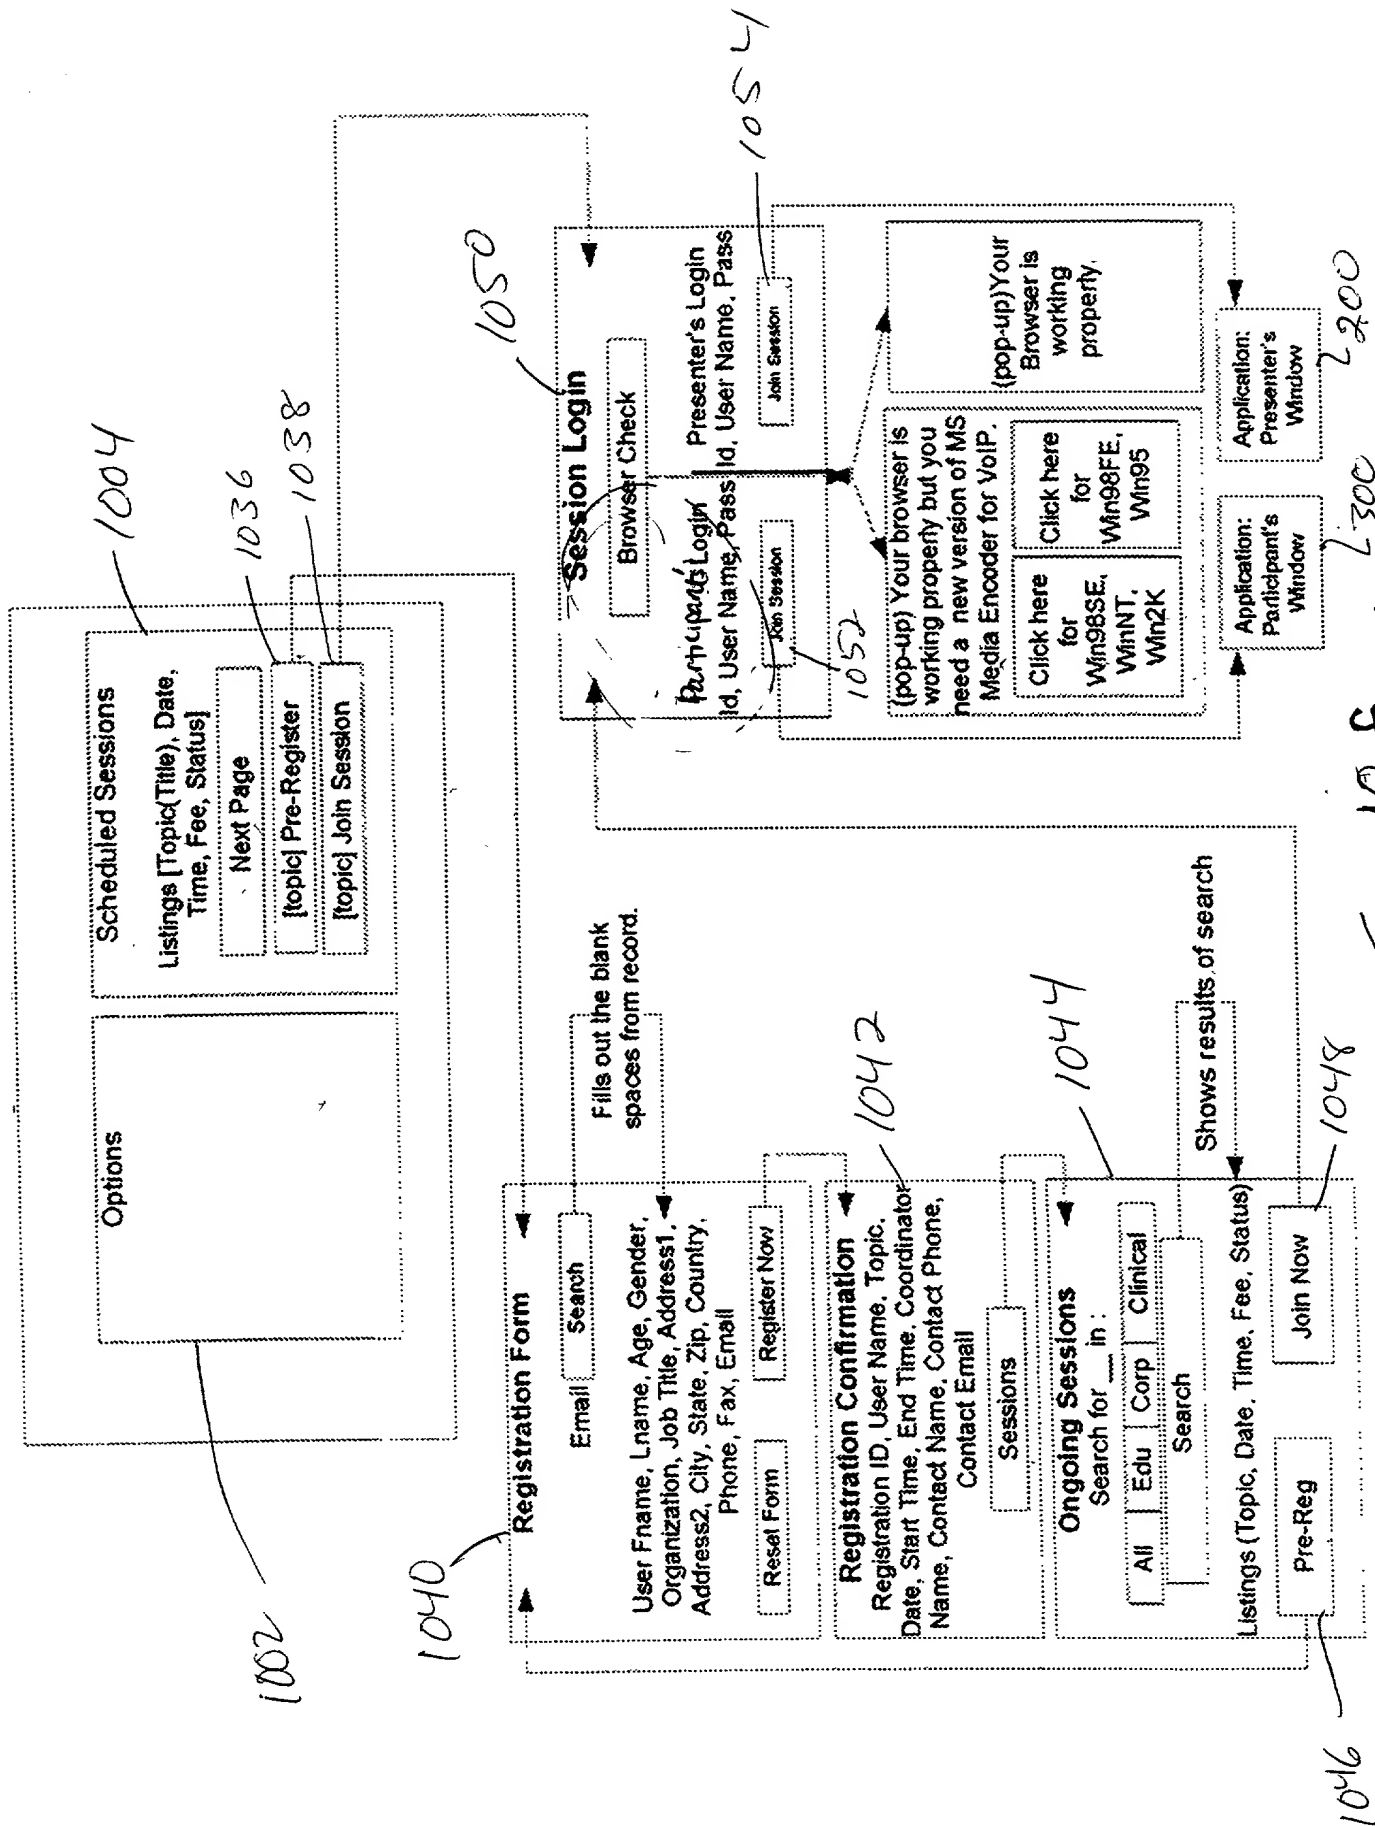 Options
Scheduled Sessions
Listings [Topic(Title), Date,
Time, Fee, Status]
Next Page
[topic] Pre-Register
[topic] Join Session
1002
1004
1036
1038
1040
Registration Form
Email
Search
Fills out the blank
spaces from record.
User Fname, Lname, Age, Gender,
Organization, Job Title, Address1,
Address2, City, State, Zip, Country,
Phone, Fax, Email
Reset Form
Register Now
Registration Confirmation
Registration ID, User Name, Topic,
Date, Start Time, End Time, Coordinator
Name, Contact Name, Contact Phone,
Contact Email
1042
Sessions
Ongoing Sessions
Search for __ in :
All
Edu
Corp
Clinical
Search
1044
Shows results of search
Listings (Topic, Date, Time, Fee, Status)
Pre-Reg
Join Now
1046
1048
1050
Session Login
Browser Check
Participant's Login
Id, User Name, Pass
Join Session
1052
Presenter's Login
Id, User Name, Pass
Join Session
1054
(pop-up) Your browser is
working properly but you
need a new version of MS
Media Encoder for VoIP.
Click here
for
Win98SE,
WinNT,
Win2K
Click here
for
Win98FE,
Win95
(pop-up)Your
Browser is
working
properly.
Application:
Participant's
Window
300
Application:
Presenter's
Window
200